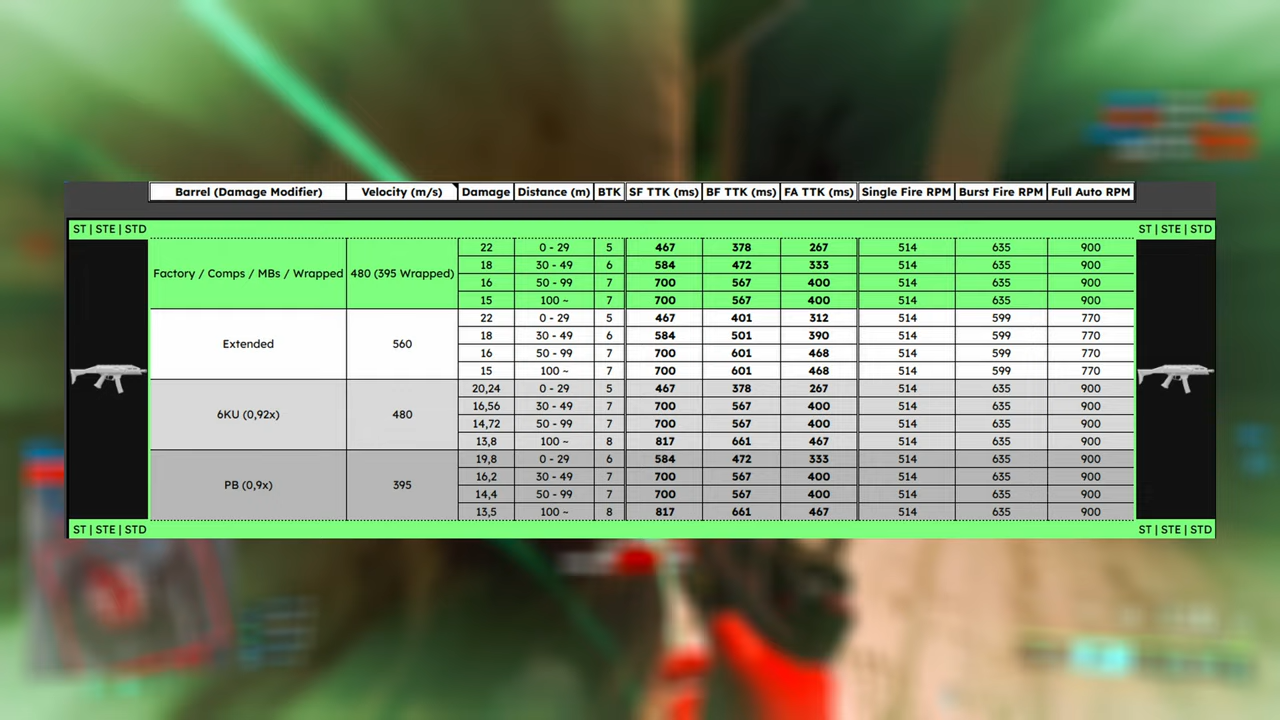 Barrel (Damage Modifier) Velocity (m/s) Damage Distance (m) BTK SF TTK (ms) BF TTK (ms) FA TTK (ms) Single Fire RPM Burst Fire RPM Full Auto RPM
ST | STE | STD ST | STE | STD
22 0 - 29 5 467 378 267 514 635 900
18 30 - 49 6 584 472 333 514 635 900
Factory / Comps / MBs / Wrapped 480 (395 Wrapped)
16 50 - 99 7 700 567 400 514 635 900
15 100 ~ 7 700 567 400 514 635 900
22 0 - 29 5 467 401 312 514 599 770
18 30 - 49 6 584 501 390 514 599 770
Extended 560
16 50 - 99 7 700 601 468 514 599 770
15 100 ~ 7 700 601 468 514 599 770
20,24 0 - 29 5 467 378 267 514 635 900
16,56 30 - 49 7 700 567 400 514 635 900
6KU (0,92x) 480
14,72 50 - 99 7 700 567 400 514 635 900
13,8 100 ~ 8 817 661 467 514 635 900
19,8 0 - 29 6 584 472 333 514 635 900
16,2 30 - 49 7 700 567 400 514 635 900
PB (0,9x) 395
14,4 50 - 99 7 700 567 400 514 635 900
13,5 100 ~ 8 817 661 467 514 635 900
ST | STE | STD ST | STE | STD